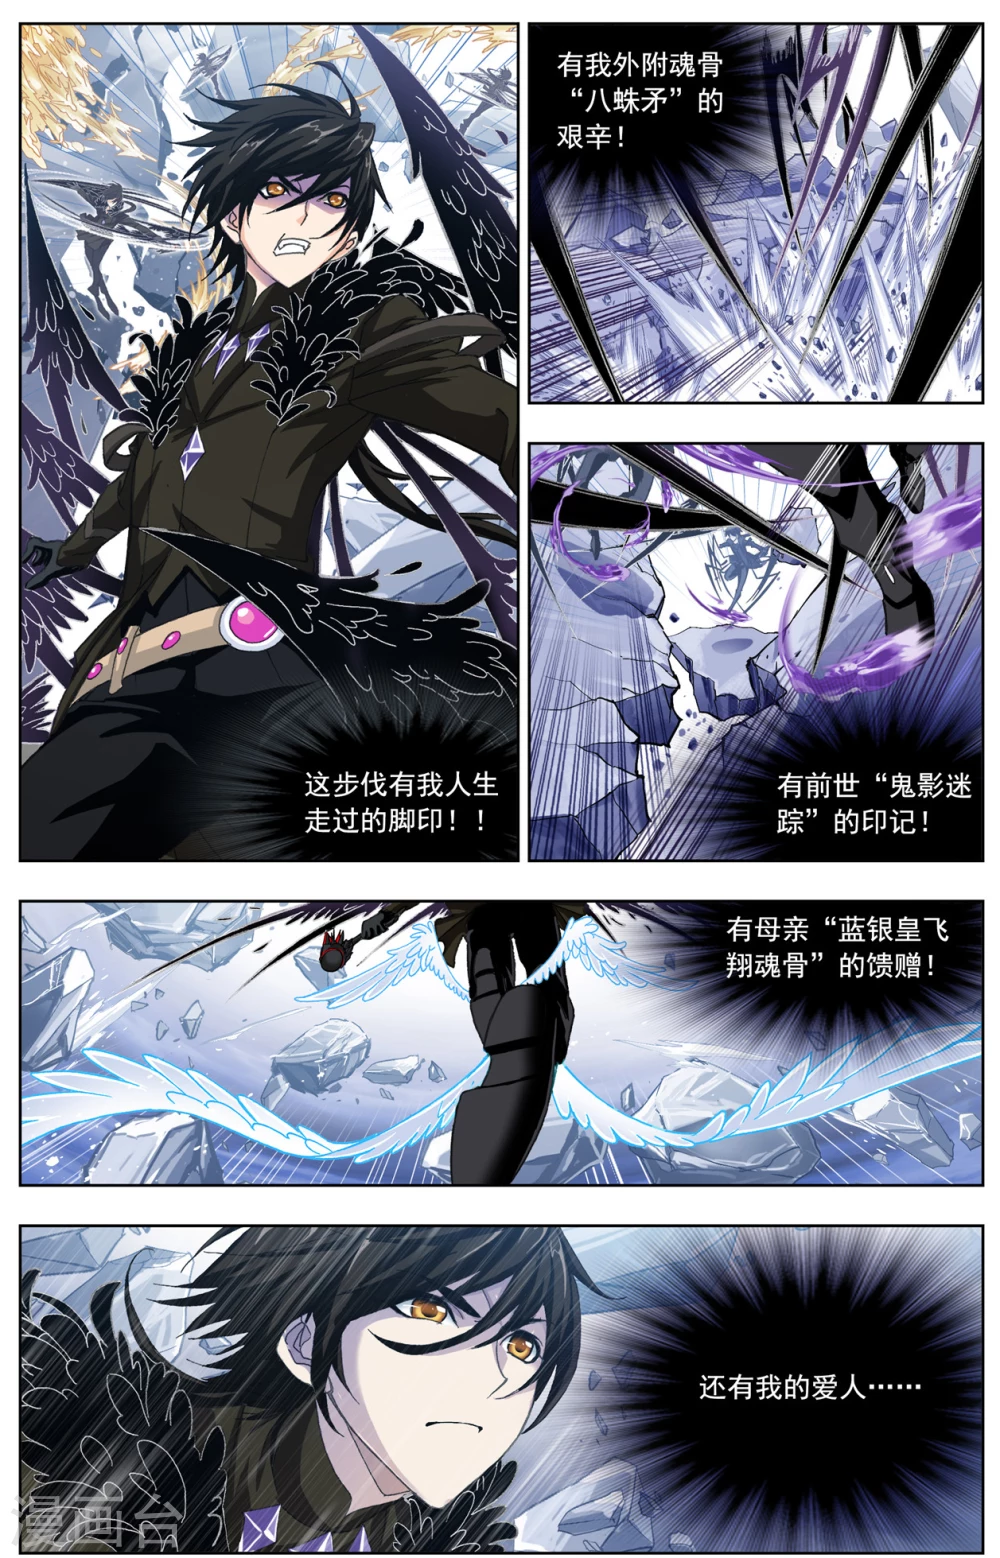 这步伐有我人生
走过的脚印！！
有我外附魂骨
“八蛛矛”的
艰辛！
有前世“鬼影迷
踪”的印记！
有母亲“蓝银皇飞
翔魂骨”的馈赠！
还有我的爱人……
漫画台